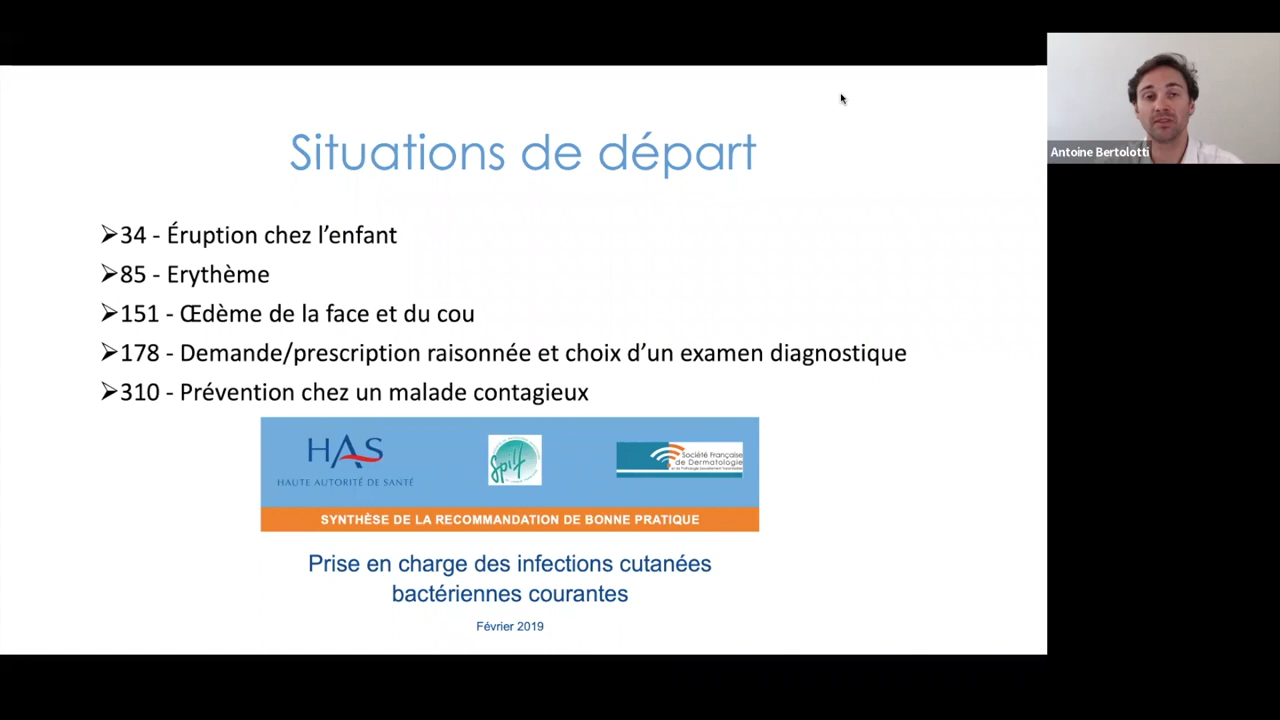 Situations de départ
34 - Éruption chez l’enfant
85 - Erythème
151 - Œdème de la face et du cou
178 - Demande/prescription raisonnée et choix d’un examen diagnostique
310 - Prévention chez un malade contagieux
HAS
HAUTE AUTORITÉ DE SANTÉ
Spilf
Société Française
de Dermatologie
SYNTHÈSE DE LA RECOMMANDATION DE BONNE PRATIQUE
Prise en charge des infections cutanées
bactériennes courantes
Février 2019
Antoine Bertolotti